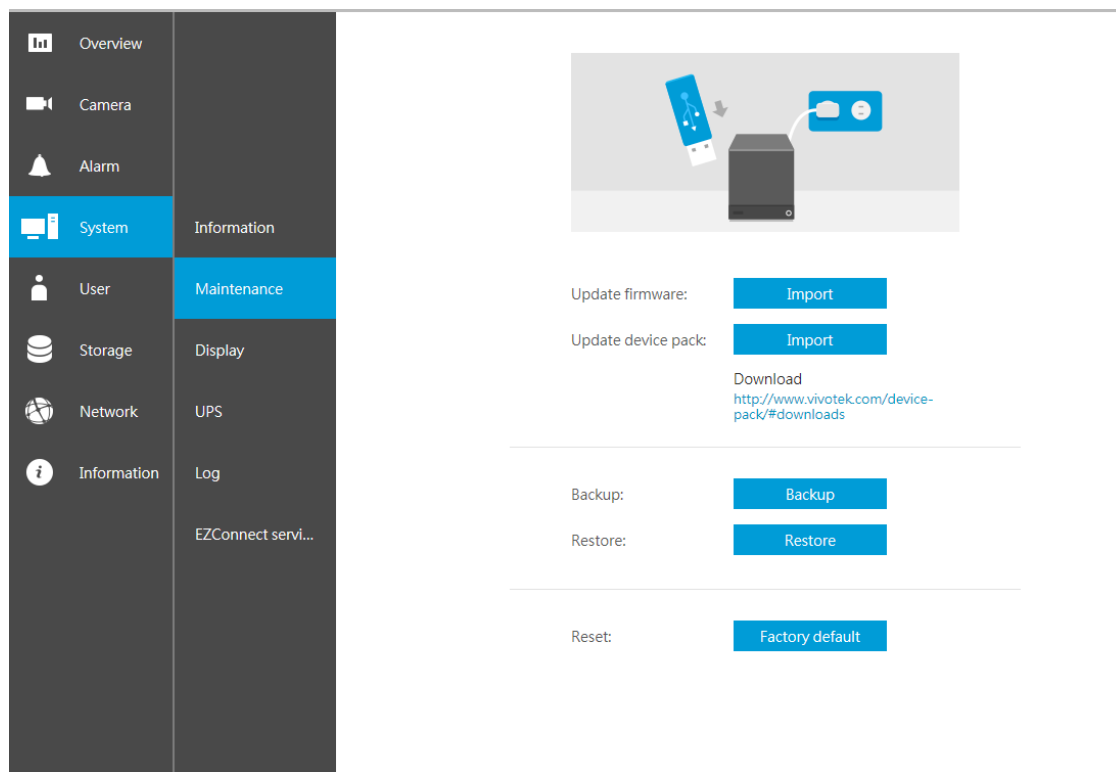 Overview
Camera
Alarm
System
User
Storage
Network
Information
Information
Maintenance
Display
UPS
Log
EZConnect servi...
Update firmware: Import
Update device pack: Import
Download
http://www.vivotek.com/device-
pack/#downloads
Backup: Backup
Restore: Restore
Reset: Factory default